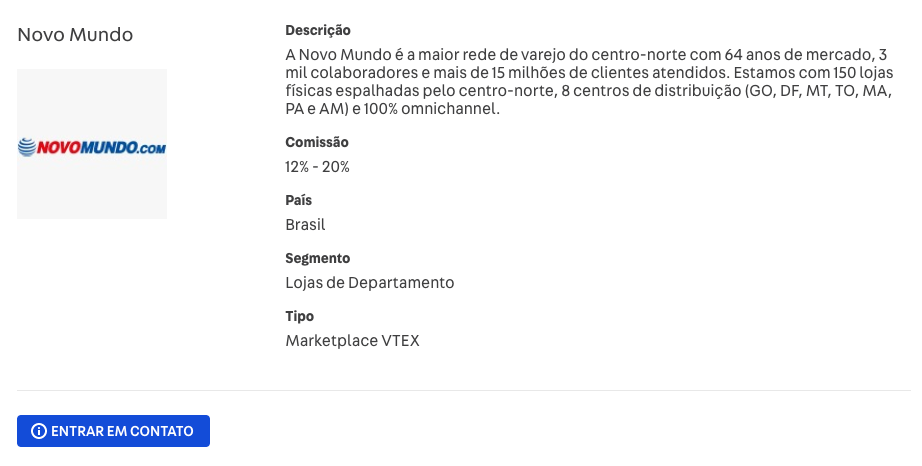 Novo Mundo
NOVOMUNDO.COM
Descrição
A Novo Mundo é a maior rede de varejo do centro-norte com 64 anos de mercado, 3
mil colaboradores e mais de 15 milhões de clientes atendidos. Estamos com 150 lojas
físicas espalhadas pelo centro-norte, 8 centros de distribuição (GO, DF, MT, TO, MA,
PA e AM) e 100% omnichannel.
Comissão
12% - 20%
País
Brasil
Segmento
Lojas de Departamento
Tipo
Marketplace VTEX
ENTRAR EM CONTATO